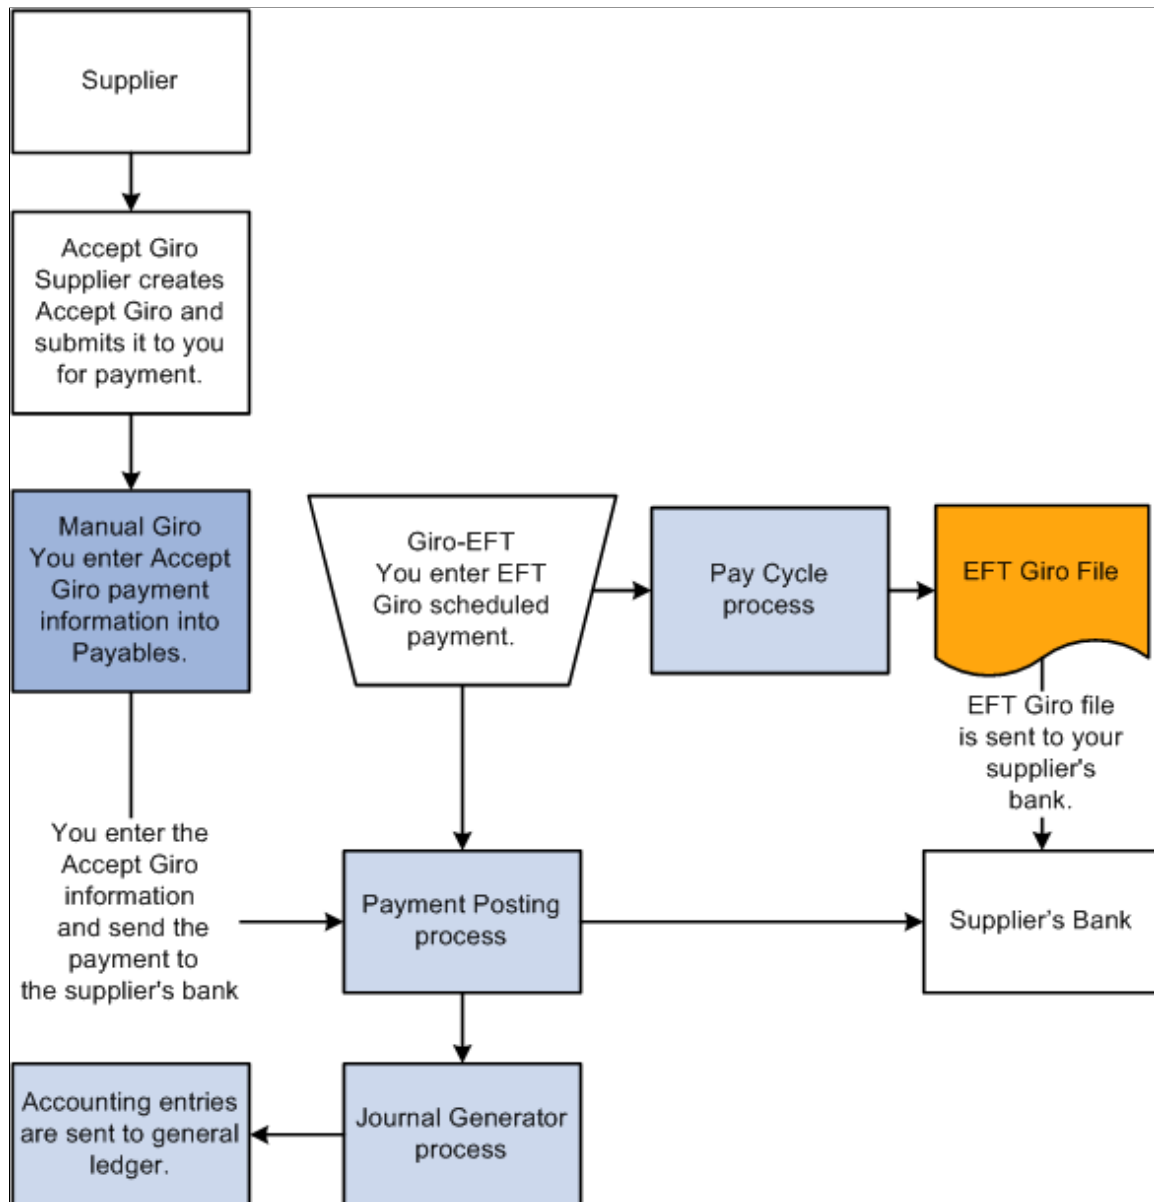 Supplier
Accept Giro
Supplier creates
Accept Giro and
submits it to you
for payment.
Manual Giro
You enter Accept
Giro payment
information into
Payables.
Giro-EFT
You enter EFT
Giro scheduled
payment.
Pay Cycle
process
EFT Giro File
EFT Giro file
is sent to your
supplier's
bank.
You enter the
Accept Giro
information
and send the
payment to
the supplier's bank
Payment Posting
process
Supplier's Bank
Accounting entries
are sent to general
ledger.
Journal Generator
process